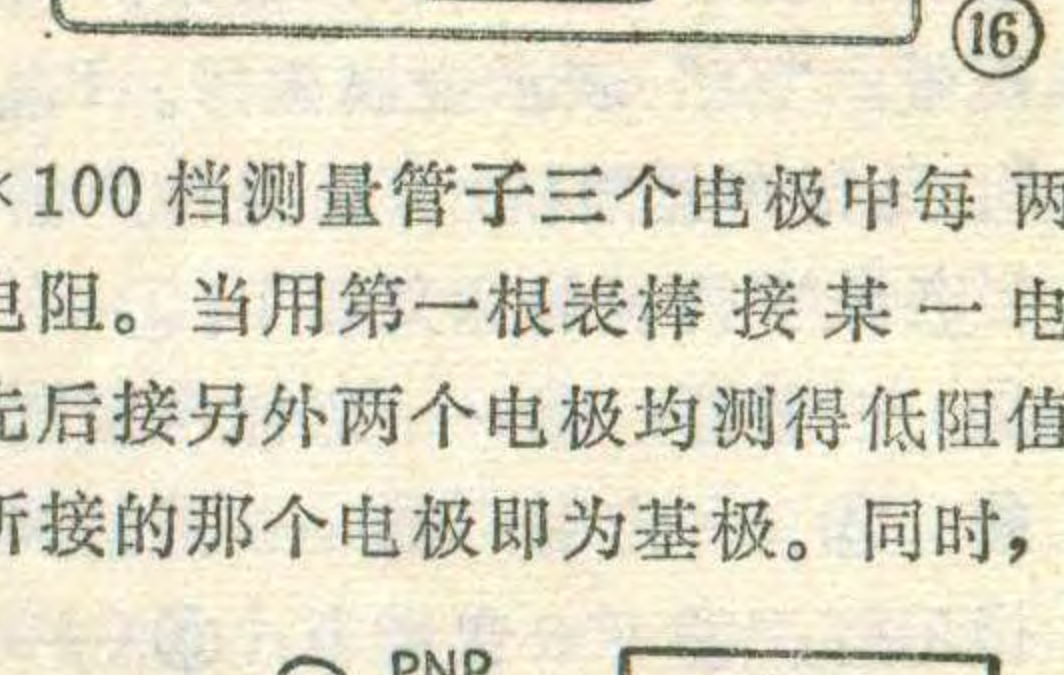 16
×100 档测量管子三个电极中每两
电阻。当用第一根表棒接某一电
先后接另外两个电极均测得低阻值
所接的那个电极即为基极。同时，
PNP